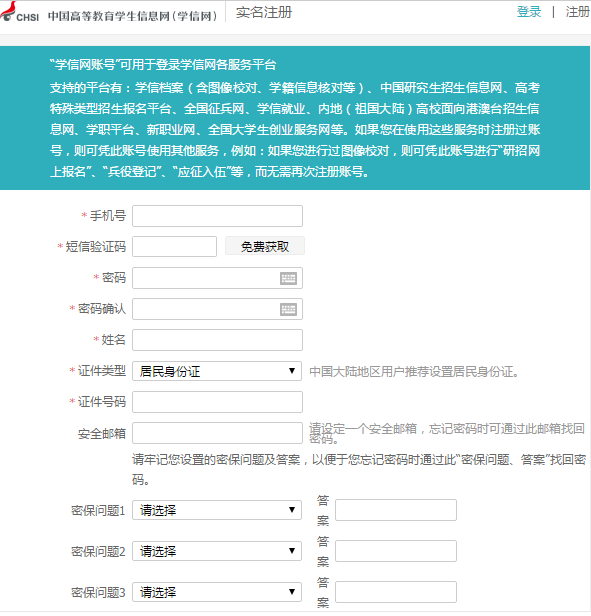 CHSI 中国高等教育学生信息网(学信网) 实名注册 登录 | 注册
“学信网账号”可用于登录学信网各服务平台
支持的平台有：学信档案（含图像校对、学籍信息核对等）、中国研究生招生信息网、高考
特殊类型招生报名平台、全国征兵网、学信就业、内地（祖国大陆）高校面向港澳台招生信
息网、学职平台、新职业网、全国大学生创业服务网等。如果您在使用这些服务时注册过账
号，则可凭此账号使用其他服务，例如：如果您进行过图像校对，则可凭此账号进行“研招网
上报名”、“兵役登记”、“应征入伍”等，而无需再次注册账号。
*手机号
*短信验证码 免费获取
*密码
*密码确认
*姓名
*证件类型 居民身份证 中国大陆地区用户推荐设置居民身份证。
*证件号码
安全邮箱 请设定一个安全邮箱，忘记密码时可通过此邮箱找回
密码。
请牢记您设置的密保问题及答案，以便于您忘记密码时通过此“密保问题、答案”找回密
码。
密保问题1 请选择 答案
密保问题2 请选择 答案
密保问题3 请选择 答案